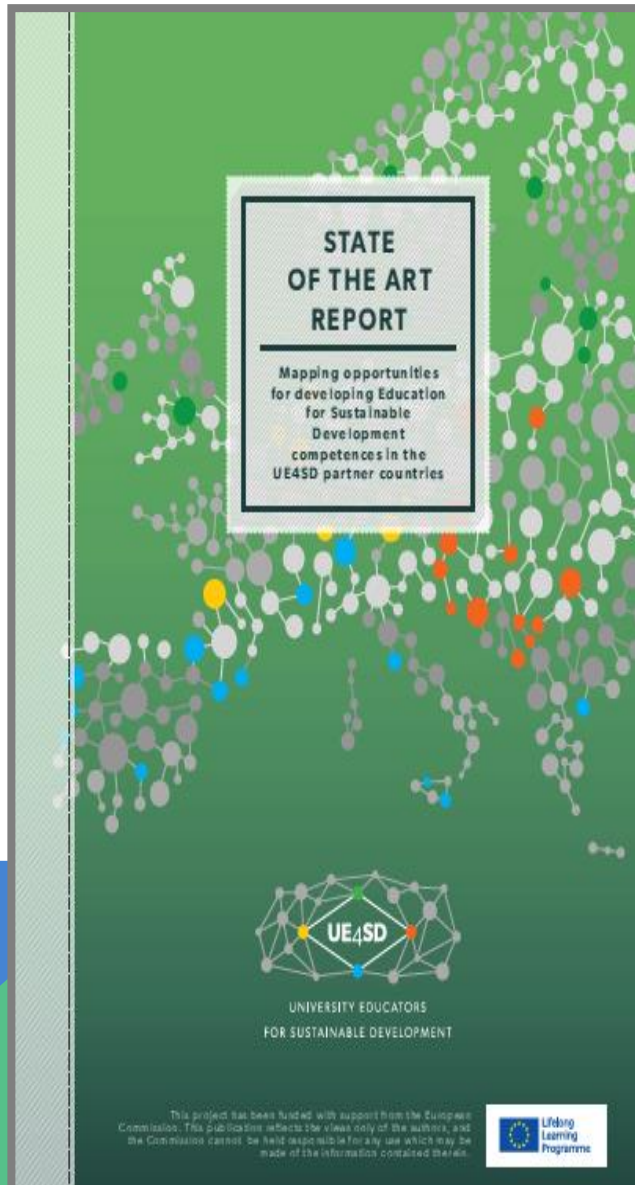 STATE
OF THE ART
REPORT
Mapping opportunities
for developing Education
for Sustainable
Development
competences in the
UE4SD partner countries
UE4SD
UNIVERSITY EDUCATORS
FOR SUSTAINABLE DEVELOPMENT
This project has been funded with support from the European
Commission. This publication reflects the views only of the authors, and
the Commission cannot be held responsible for any use which may be
made of the information contained therein.
Lifelong
Learning
Programme